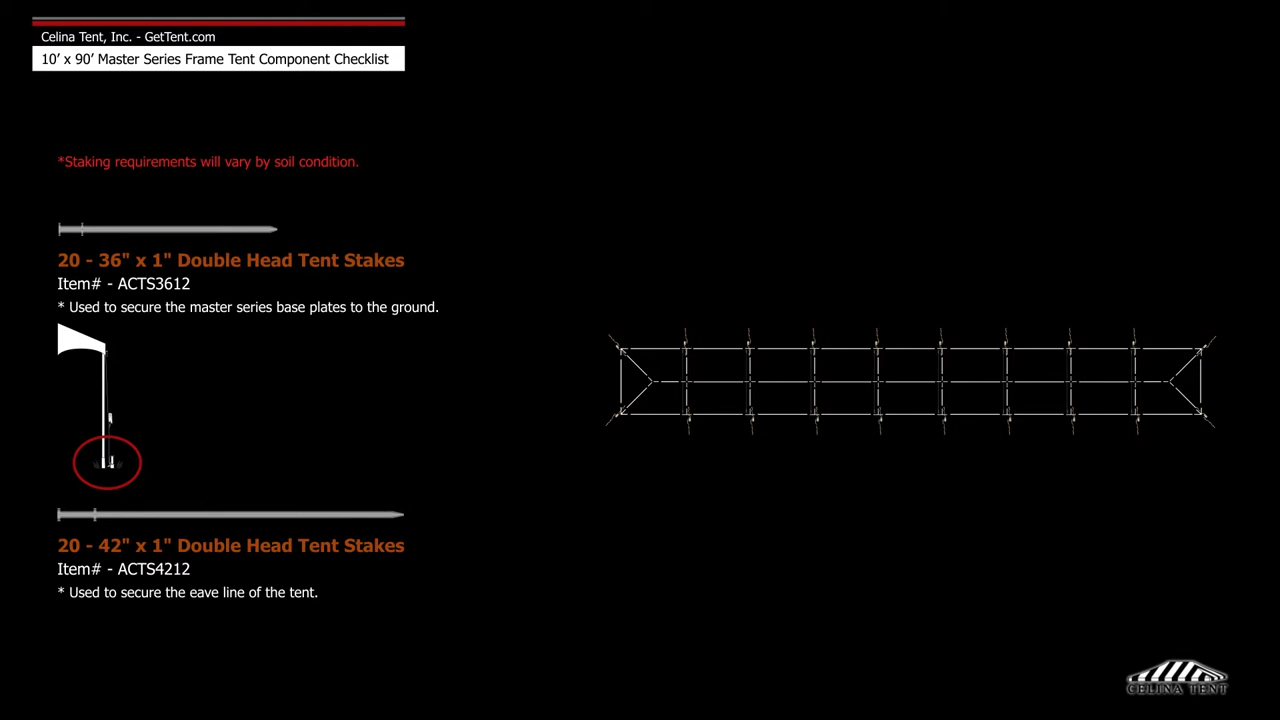 Celina Tent, Inc. - GetTent.com
10’ x 90’ Master Series Frame Tent Component Checklist
*Staking requirements will vary by soil condition.
20 - 36" x 1" Double Head Tent Stakes
Item# - ACTS3612
* Used to secure the master series base plates to the ground.
20 - 42" x 1" Double Head Tent Stakes
Item# - ACTS4212
* Used to secure the eave line of the tent.
CELINA TENT